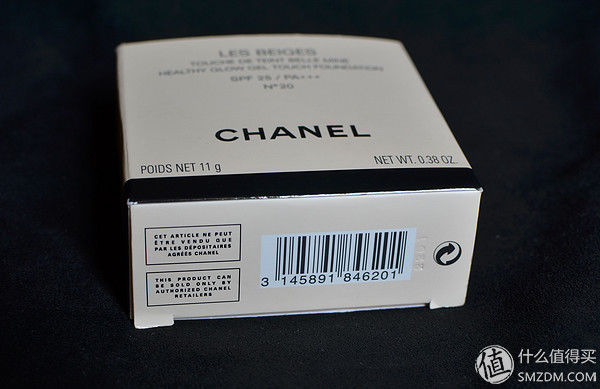 LES BEIGES
TOUCHE DE TEINT BELLE MINE
HEALTHY GLOW GEL TOUCH FOUNDATION
SPF 25 / PA+++
N°20
CHANEL
POIDS NET 11 g
NET WT. 0.38 OZ.
CET ARTICLE NE PEUT
ÊTRE VENDU QUE
PAR LES DÉPOSITAIRES
AGRÉÉS CHANEL
THIS PRODUCT CAN
BE SOLD ONLY BY
AUTHORIZED CHANEL
RETAILERS
3 145891 846201
值 什么值得买
SMZDM.COM